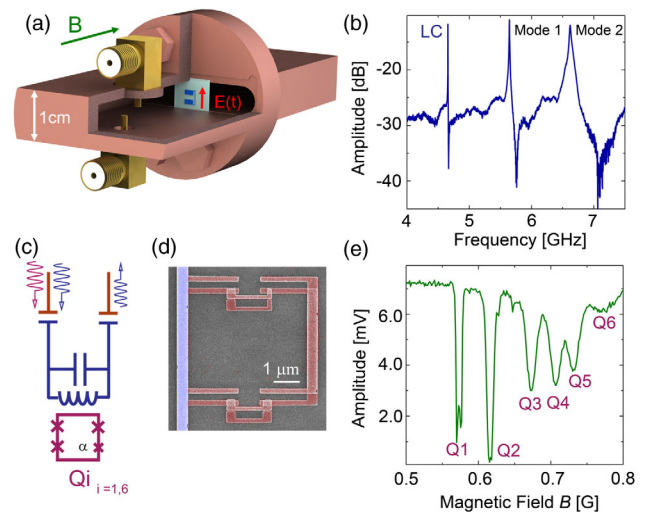 (a)
B
1cm
E(t)
(b)
LC
Mode 1
Mode 2
Amplitude [dB]
-20
-30
-40
4
5
6
7
Frequency [GHz]
(c)
α
Qi i=1,6
(d)
1 μm
(e)
Amplitude [mV]
6.0
4.0
2.0
Q1
Q2
Q3
Q4
Q5
Q6
0.5
0.6
0.7
0.8
Magnetic Field B [G]